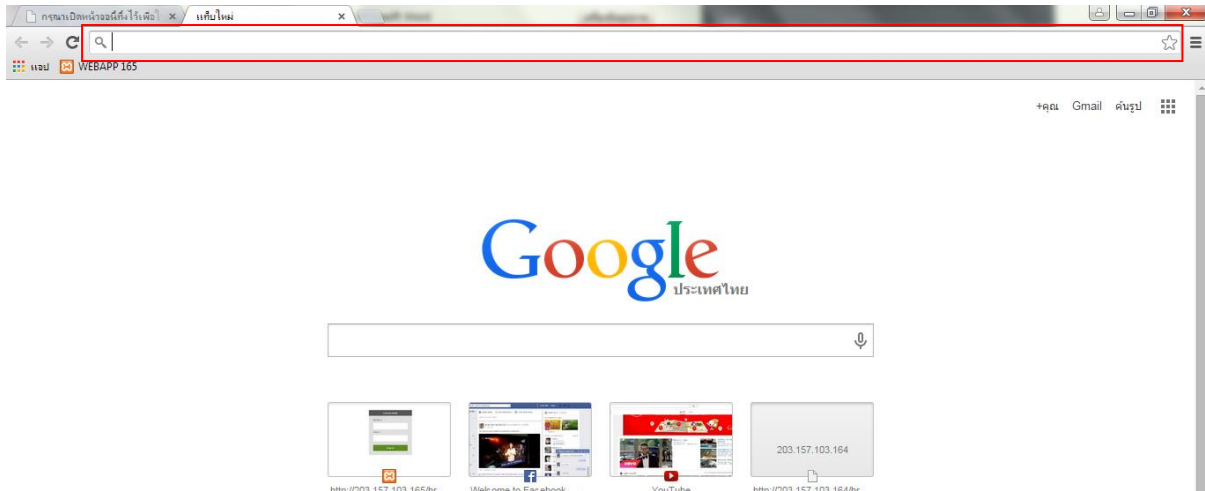 กรุณาเปิดหน้าจอนี้ทิ้งไว้เพื่อใ
แท็บใหม่
แอป
WEBAPP 165
+คุณ Gmail ค้นรูป
Google
ประเทศไทย
203.157.103.164
http://203.157.103.165/hr...
Welcome to Facebook
YouTube
http://203.157.103.164/hr...